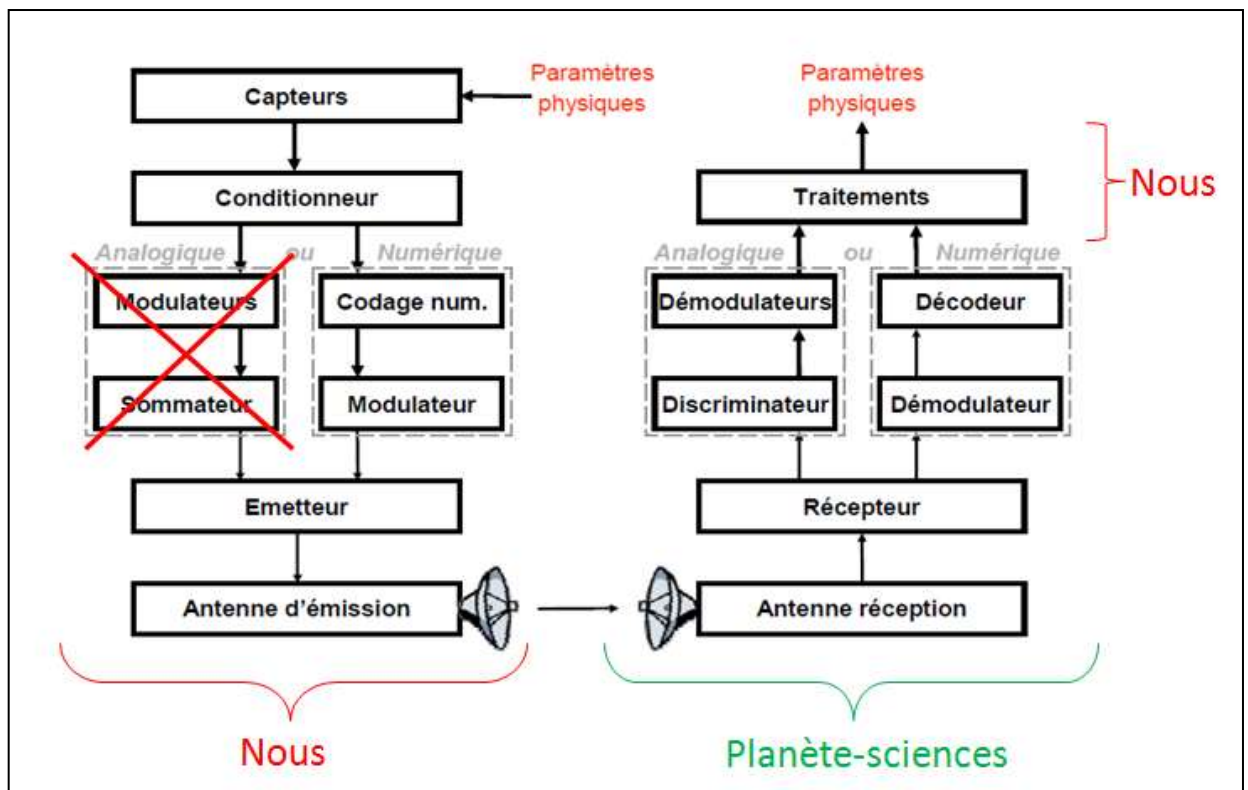 Paramètres
physiques
Capteurs
Conditionneur
Analogique ou Numérique
Modulateurs
Codage num.
Sommateur
Modulateur
Emetteur
Antenne d'émission
Nous
Paramètres
physiques
Nous
Traitements
Analogique ou Numérique
Démodulateurs
Décodeur
Discriminateur
Démodulateur
Récepteur
Antenne réception
Planète-sciences